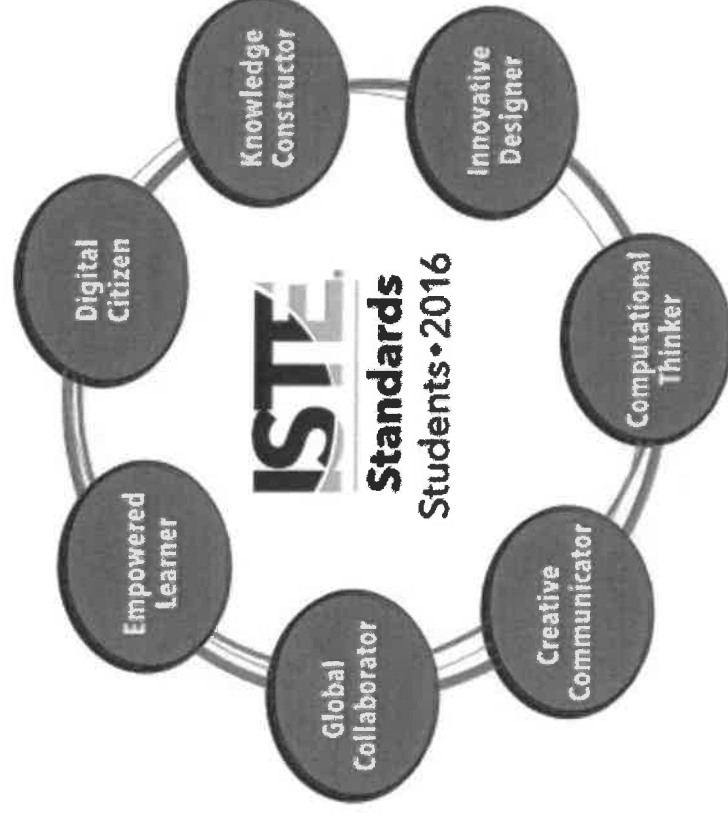 Empowered
Learner
Digital
Citizen
Knowledge
Constructor
Innovative
Designer
Computational
Thinker
Creative
Communicator
Global
Collaborator
ISTE
Standards
Students•2016